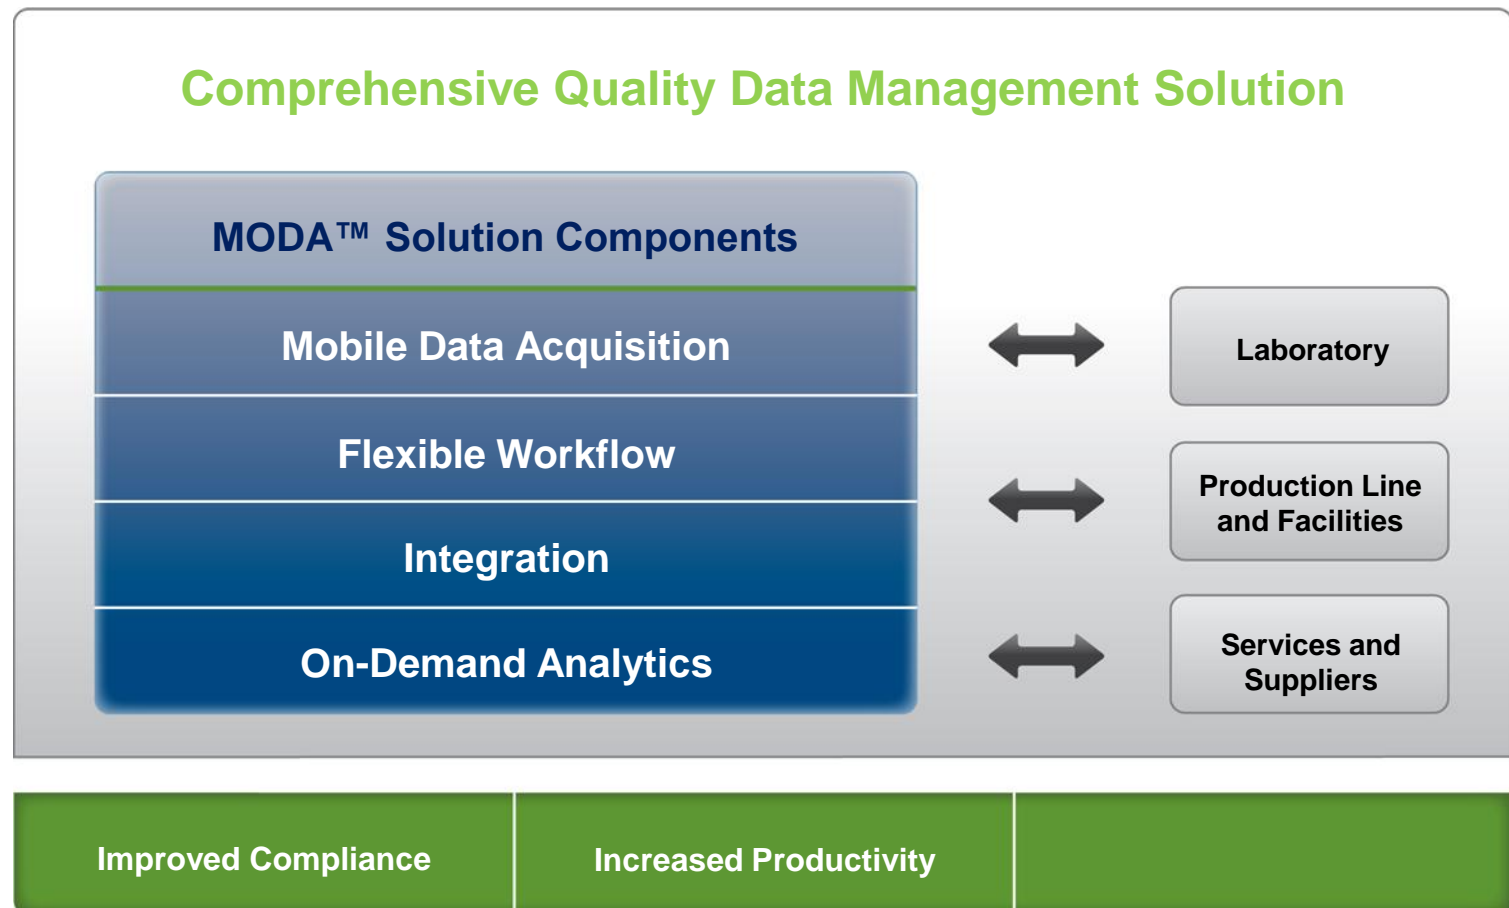 Comprehensive Quality Data Management Solution
MODA™ Solution Components
Mobile Data Acquisition
Flexible Workflow
Integration
On-Demand Analytics
Laboratory
Production Line
and Facilities
Services and
Suppliers
Improved Compliance
Increased Productivity